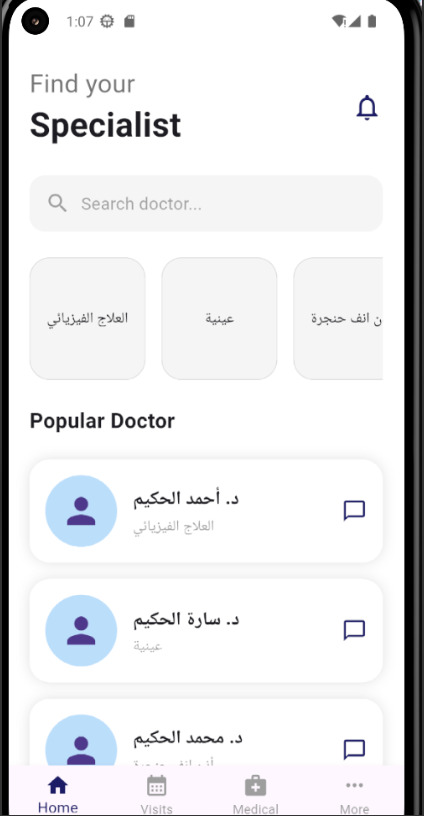 1:07
Find your
Specialist
Search doctor...
العلاج الفيزيائي
عينية
ن انف حنجرة
Popular Doctor
د. أحمد الحكيم
العلاج الفيزيائي
د. سارة الحكيم
عينية
د. محمد الحكيم
Home
Visits
Medical
More